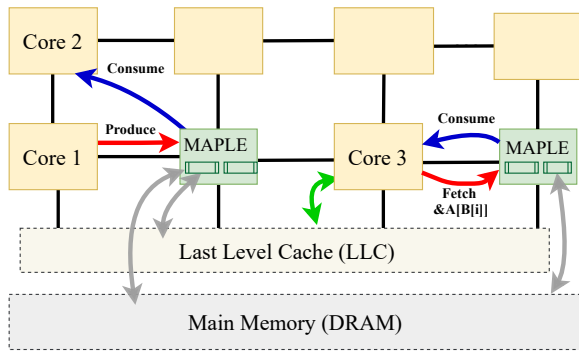 Core 2
Consume
Produce
Core 1
MAPLE
Core 3
Consume
MAPLE
Fetch
&A[B[i]]
Last Level Cache (LLC)
Main Memory (DRAM)